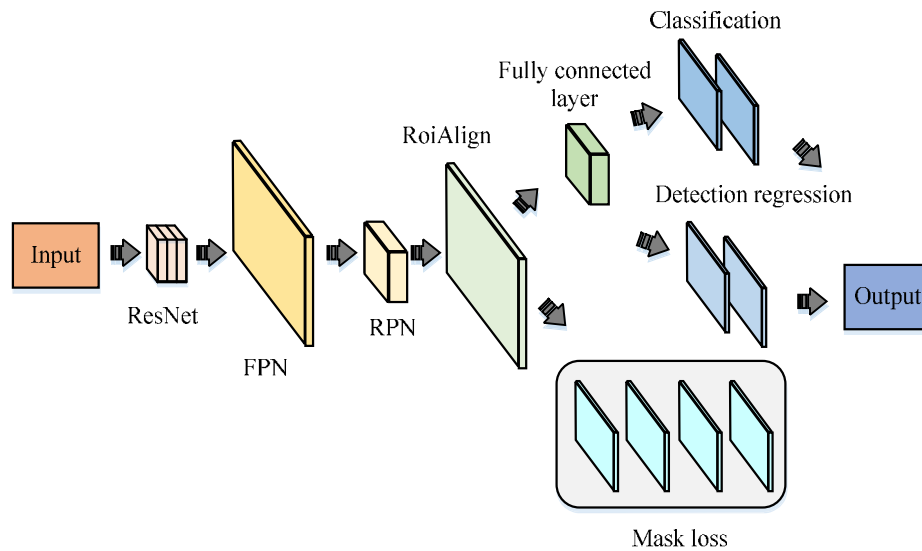 Classification
Fully connected
layer
RoiAlign
Detection regression
Input
Output
ResNet
RPN
FPN
Mask loss